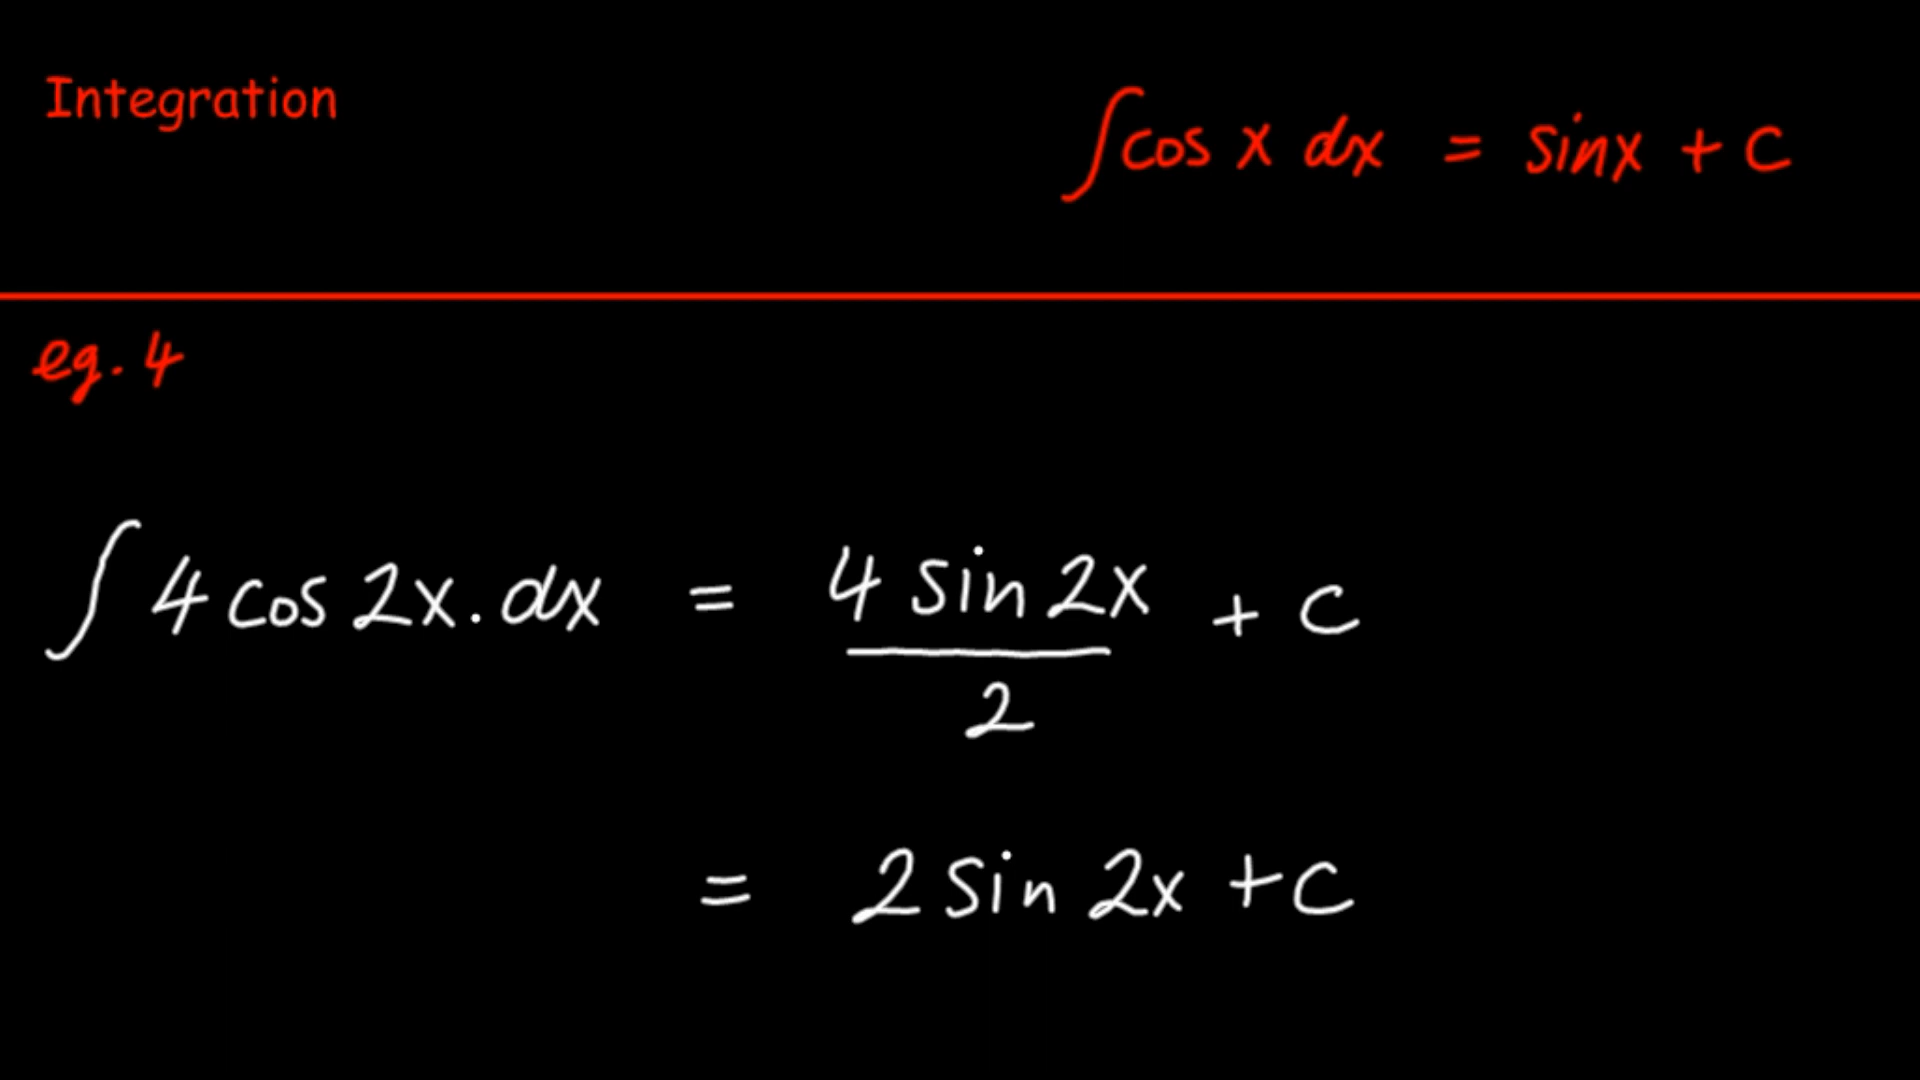 Integration
∫cos x dx = sinx + c
eg. 4
∫ 4 cos 2x. dx = 4 sin 2x / 2 + c
= 2 sin 2x + c